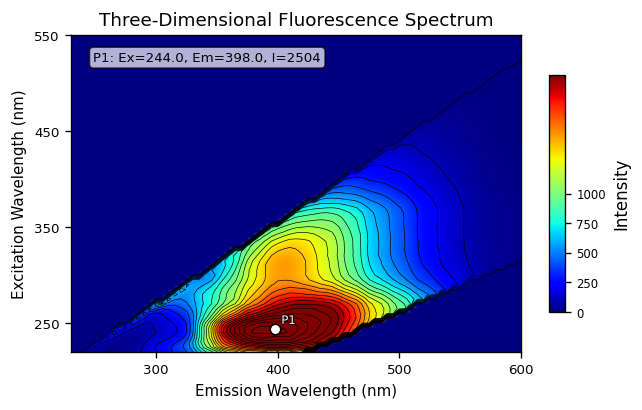 Three-Dimensional Fluorescence Spectrum
P1: Ex=244.0, Em=398.0, I=2504
550
450
350
250
Excitation Wavelength (nm)
P1
300
400
500
600
Emission Wavelength (nm)
1000
750
500
250
0
Intensity